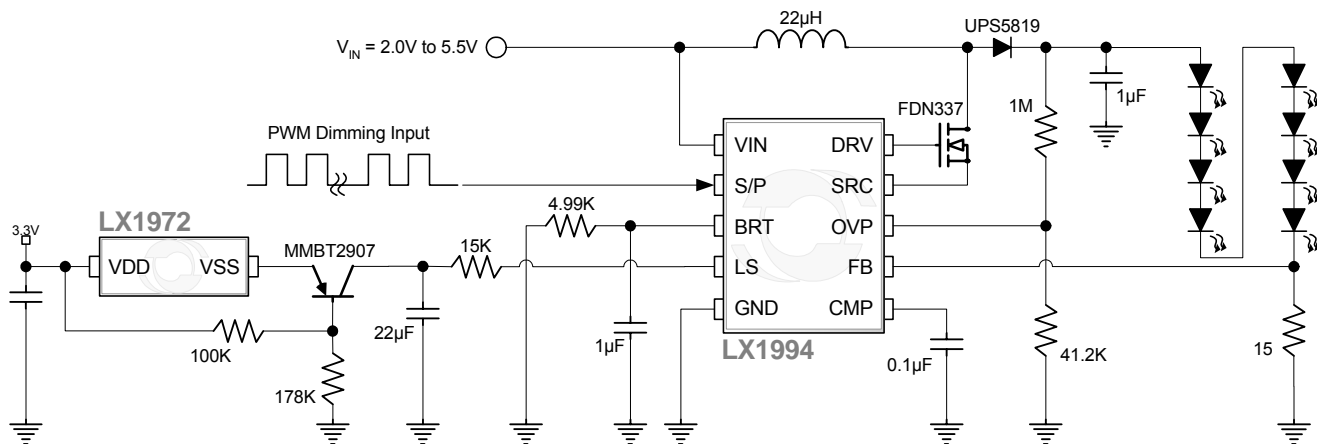 22µH
UPS5819
V_IN = 2.0V to 5.5V
1µF
FDN337
1M
PWM Dimming Input
VIN
DRV
S/P
SRC
LX1972
4.99K
BRT
OVP
3.3V
MMBT2907
15K
VDD
VSS
LS
FB
GND
CMP
22µF
1µF
LX1994
100K
0.1µF
41.2K
15
178K